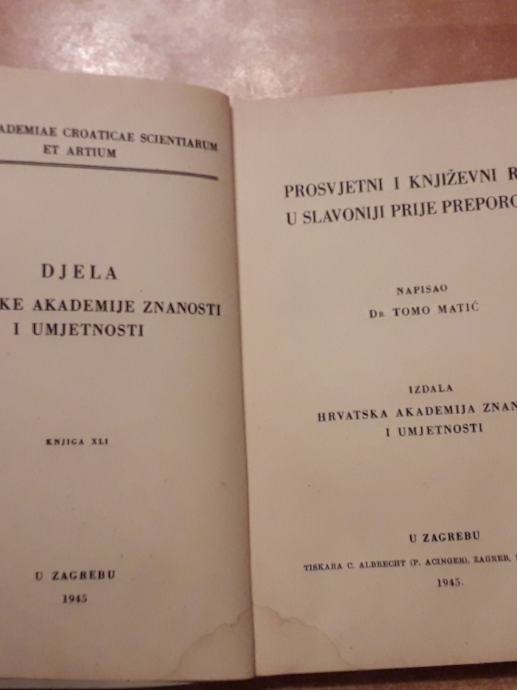 ADEMIAE CROATICAE SCIENTIARUM
ET ARTIUM
DJELA
KE AKADEMIJE ZNANOSTI
I UMJETNOSTI
KNJIGA XLI
U ZAGREBU
1945
PROSVJETNI I KNJIŽEVNI R
U SLAVONIJI PRIJE PREPORO
NAPISAO
DR TOMO MATIĆ
IZDALA
HRVATSKA AKADEMIJA ZNAN
I UMJETNOSTI
U ZAGREBU
TISKARA C. ALBRECHT (P. ACINGER), ZAGREB,
1945.